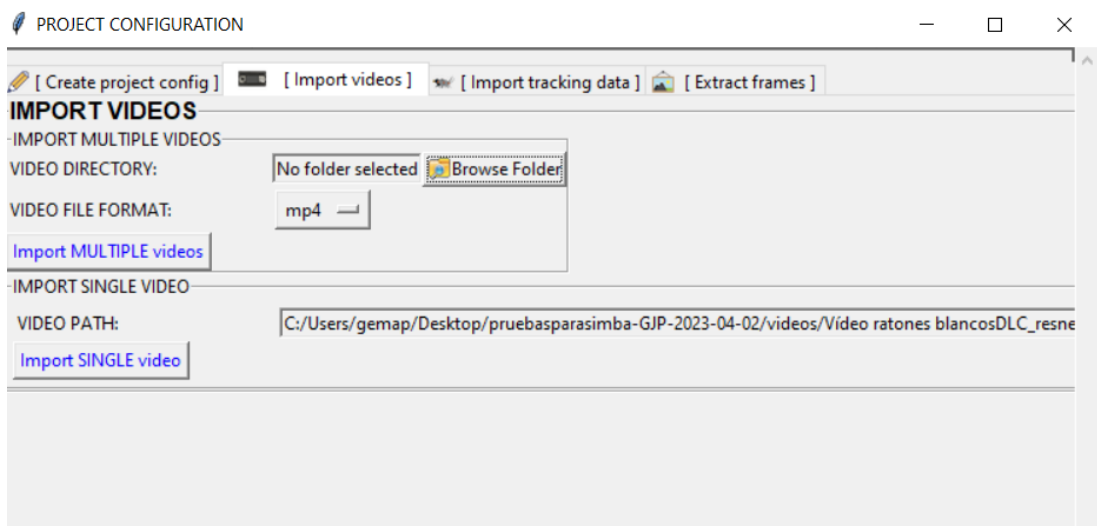 PROJECT CONFIGURATION
[ Create project config ] [ Import videos ] [ Import tracking data ] [ Extract frames ]
IMPORT VIDEOS
IMPORT MULTIPLE VIDEOS
VIDEO DIRECTORY: No folder selected Browse Folder
VIDEO FILE FORMAT: mp4
Import MULTIPLE videos
IMPORT SINGLE VIDEO
VIDEO PATH: C:/Users/gemap/Desktop/pruebasparasimba-GJP-2023-04-02/videos/Vídeo ratones blancosDLC_resne
Import SINGLE video